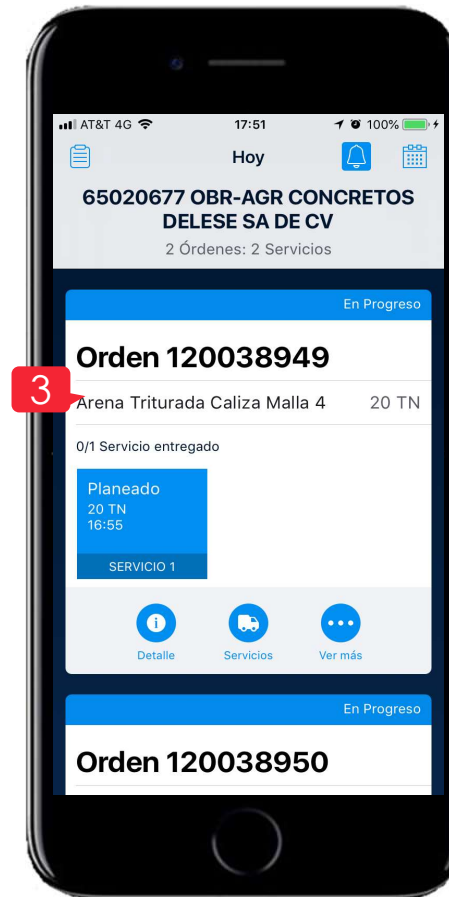 AT&T 4G 17:51 100%
Hoy
65020677 OBR-AGR CONCRETOS
DELESE SA DE CV
2 Órdenes: 2 Servicios
En Progreso
Orden 120038949
3
Arena Triturada Caliza Malla 4 20 TN
0/1 Servicio entregado
Planeado
20 TN
16:55
SERVICIO 1
Detalle Servicios Ver más
En Progreso
Orden 120038950